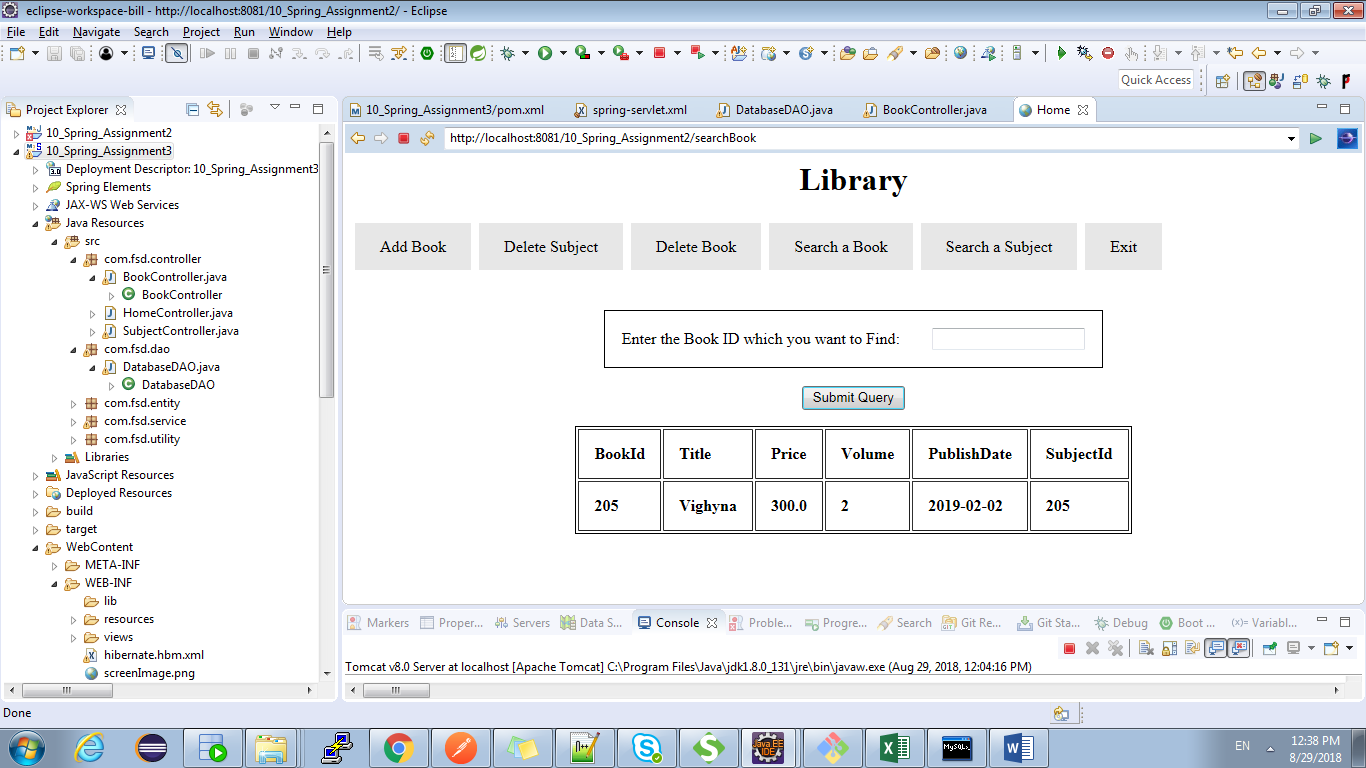 eclipse-workspace-bill - http://localhost:8081/10_Spring_Assignment2/ - Eclipse
File Edit Navigate Search Project Run Window Help
Quick Access
Project Explorer
10_Spring_Assignment2
10_Spring_Assignment3
Deployment Descriptor: 10_Spring_Assignment3
Spring Elements
JAX-WS Web Services
Java Resources
src
com.fsd.controller
BookController.java
BookController
HomeController.java
SubjectController.java
com.fsd.dao
DatabaseDAO.java
DatabaseDAO
com.fsd.entity
com.fsd.service
com.fsd.utility
Libraries
JavaScript Resources
Deployed Resources
build
target
WebContent
META-INF
WEB-INF
lib
resources
views
hibernate.hbm.xml
screenImage.png
10_Spring_Assignment3/pom.xml spring-servlet.xml DatabaseDAO.java BookController.java Home
http://localhost:8081/10_Spring_Assignment2/searchBook
Library
Add Book Delete Subject Delete Book Search a Book Search a Subject Exit
Enter the Book ID which you want to Find:
Submit Query
BookId Title Price Volume PublishDate SubjectId
205 Vighyna 300.0 2 2019-02-02 205
Markers Proper... Servers Data S... Console Proble... Progre... Search Git Re... Git Sta... Debug Boot ... (x)= Variabl...
Tomcat v8.0 Server at localhost [Apache Tomcat] C:\Program Files\Java\jdk1.8.0_131\jre\bin\javaw.exe (Aug 29, 2018, 12:04:16 PM)
Done
EN 12:38 PM
8/29/2018